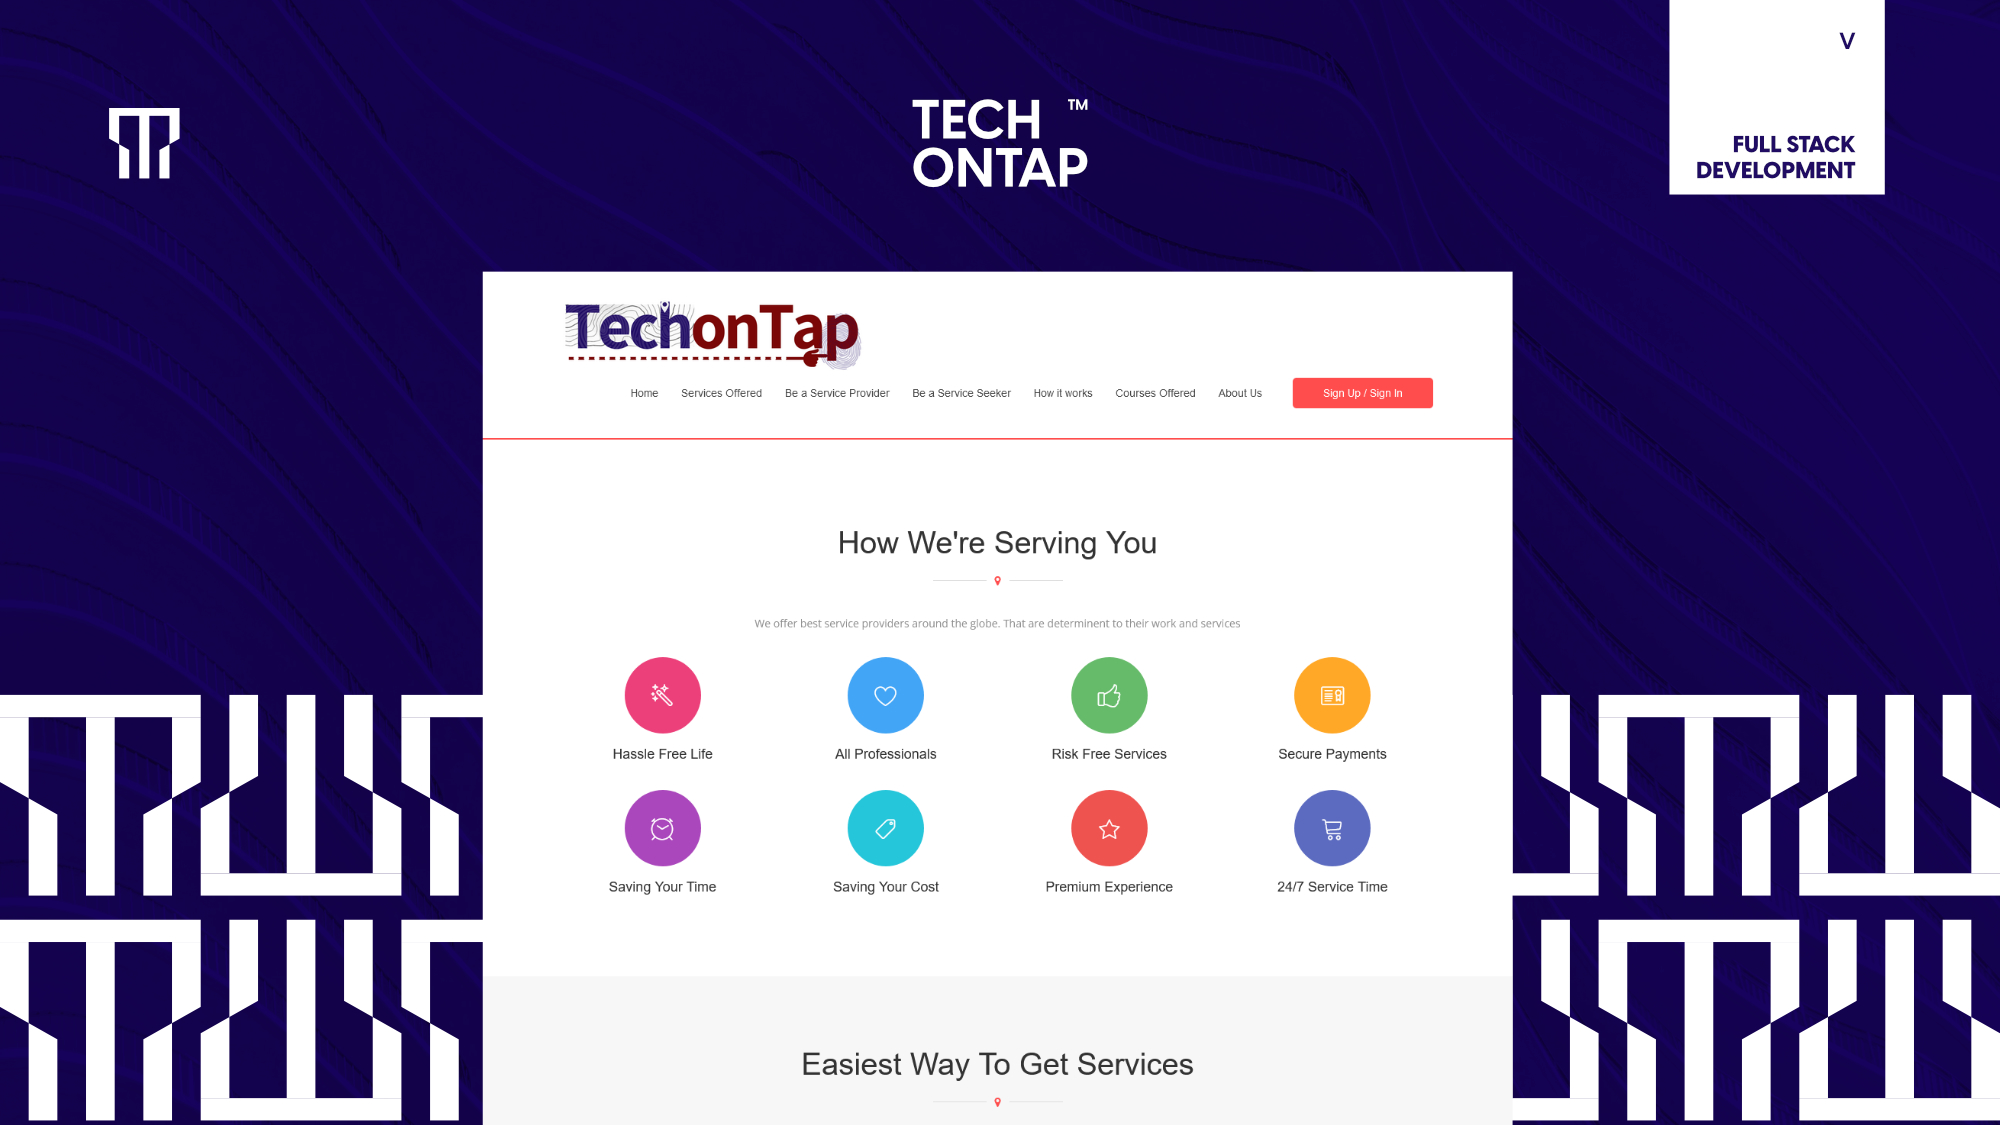 V
FULL STACK
DEVELOPMENT
TECH ™
ONTAP
TechonTap
Home Services Offered Be a Service Provider Be a Service Seeker How it works Courses Offered About Us Sign Up / Sign In
How We're Serving You
We offer best service providers around the globe. That are determinent to their work and services
Hassle Free Life All Professionals Risk Free Services Secure Payments
Saving Your Time Saving Your Cost Premium Experience 24/7 Service Time
Easiest Way To Get Services